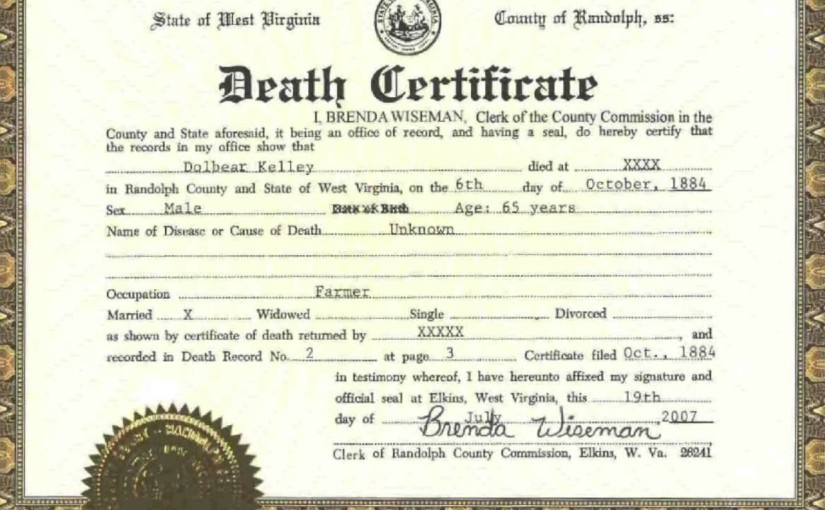 State of West Virginia County of Randolph, ss:
Death Certificate
I, BRENDA WISEMAN, Clerk of the County Commission in the
County and State aforesaid, it being an office of record, and having a seal, do hereby certify that
the records in my office show that
Dolbear Kelley died at XXXX
in Randolph County and State of West Virginia, on the 6th day of October, 1884
Sex Male Age: 65 years
Name of Disease or Cause of Death Unknown
Occupation Farmer
Married X Widowed Single Divorced
as shown by certificate of death returned by XXXXX, and
recorded in Death Record No. 2 at page 3 Certificate filed Oct., 1884
in testimony whereof, I have hereunto affixed my signature and
official seal at Elkins, West Virginia, this 19th
day of July 2007
Brenda Wiseman
Clerk of Randolph County Commission, Elkins, W. Va. 26241